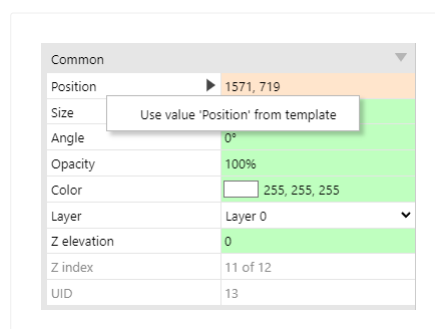 Common
Position 1571, 719
Size
Use value 'Position' from template
Angle 0°
Opacity 100%
Color 255, 255, 255
Layer Layer 0
Z elevation 0
Z index 11 of 12
UID 13